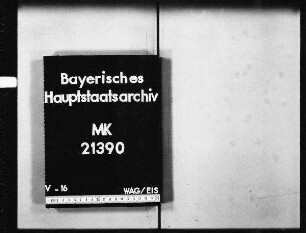 Bayerisches
Hauptstaatsarchiv
MK
21390
V - 16 WAG/EIS